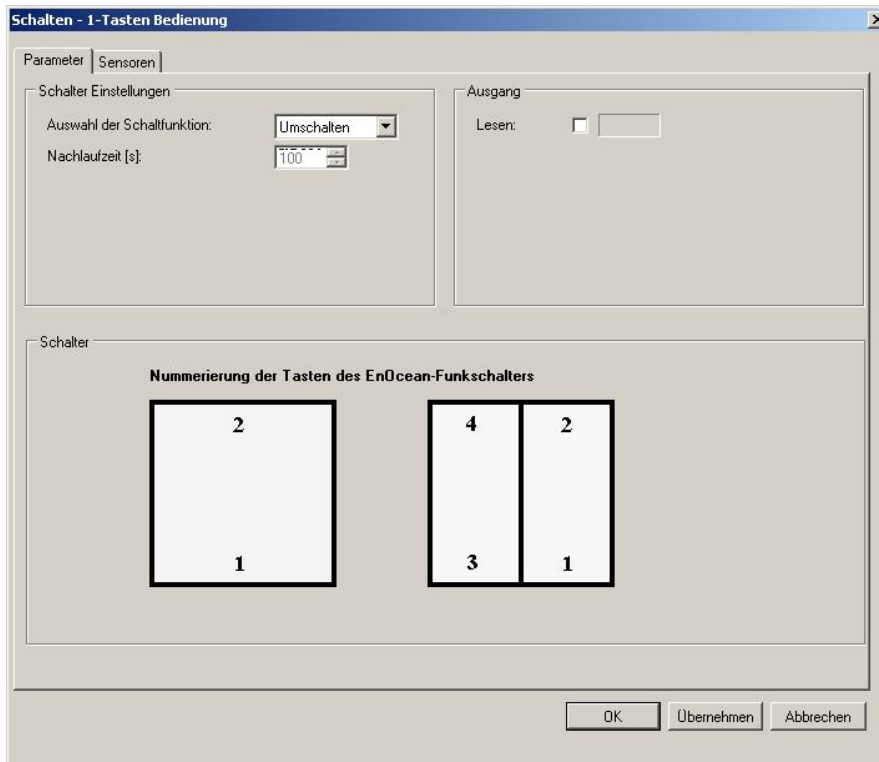 Schalten - 1-Tasten Bedienung
Parameter
Sensoren
Schalter Einstellungen
Auswahl der Schaltfunktion:
Umschalten
Nachlaufzeit [s]:
100
Ausgang
Lesen:
Schalter
Nummerierung der Tasten des EnOcean-Funkschalters
2
1
4 2
3 1
OK
Übernehmen
Abbrechen